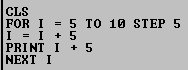 CLS
FOR I = 5 TO 10 STEP 5
I = I + 5
PRINT I + 5
NEXT I